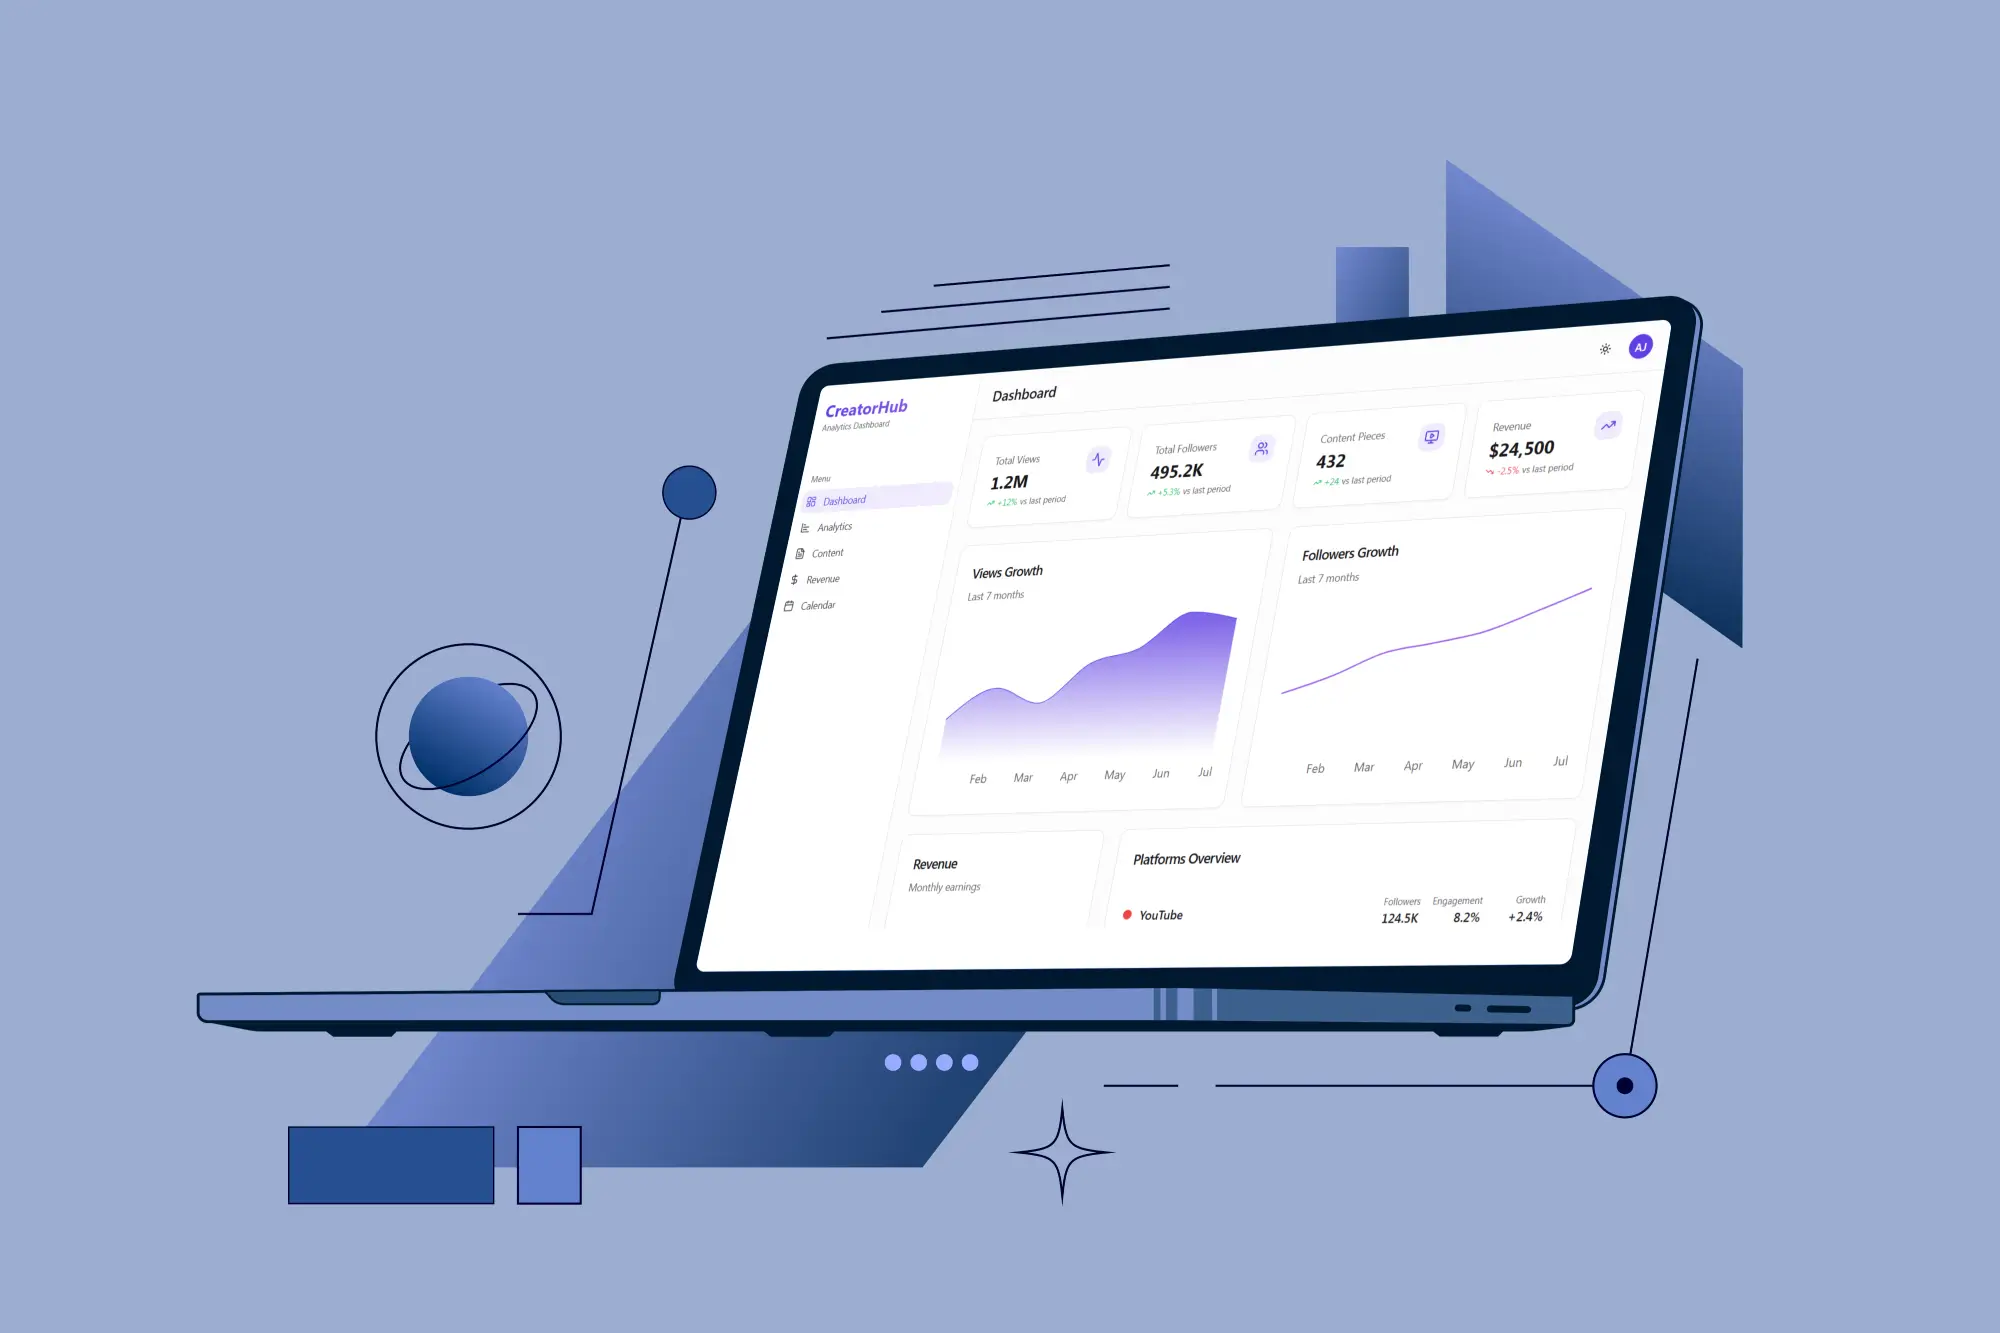 CreatorHub
Analytics Dashboard
Menu
Dashboard
Analytics
Content
Revenue
Calendar
Dashboard
AJ
Total Views
1.2M
+12% vs last period
Total Followers
495.2K
+5.3% vs last period
Content Pieces
432
+24 vs last period
Revenue
$24,500
-2.5% vs last period
Views Growth
Last 7 months
Feb Mar Apr May Jun Jul
Followers Growth
Last 7 months
Feb Mar Apr May Jun Jul
Revenue
Monthly earnings
Platforms Overview
Followers Engagement Growth
YouTube 124.5K 8.2% +2.4%